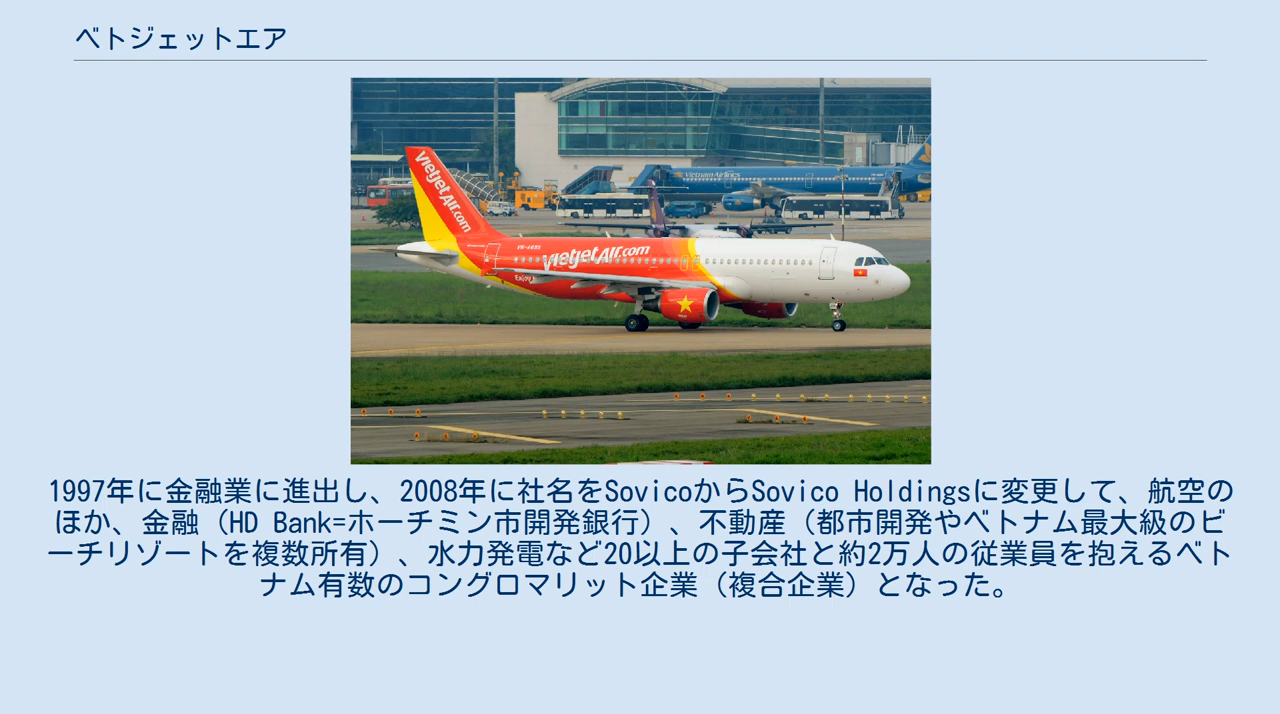 ベトジェットエア
VietjetAir.com
VietnamAirlines
VietjetAir.com
1997年に金融業に進出し、2008年に社名をSovicoからSovico Holdingsに変更して、航空の
ほか、金融（HD Bank=ホーチミン市開発銀行）、不動産（都市開発やベトナム最大級のビ
ーチリゾートを複数所有）、水力発電など20以上の子会社と約2万人の従業員を抱えるベト
ナム有数のコングロマリット企業（複合企業）となった。